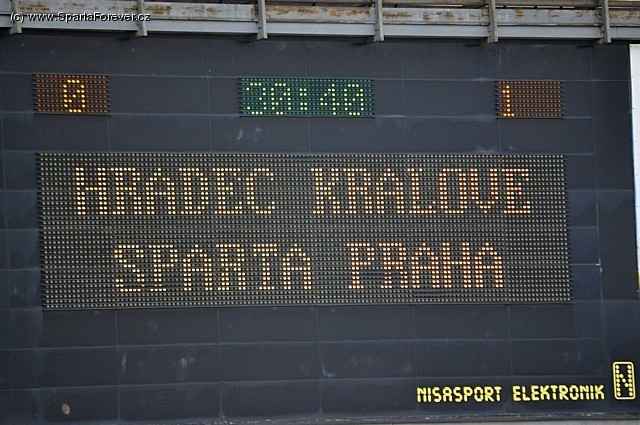 (c) www.SpartaForever.cz
0 30:40 1
HRADEC KRALOVE
SPARTA PRAHA
NISASPORT ELEKTRONIK N